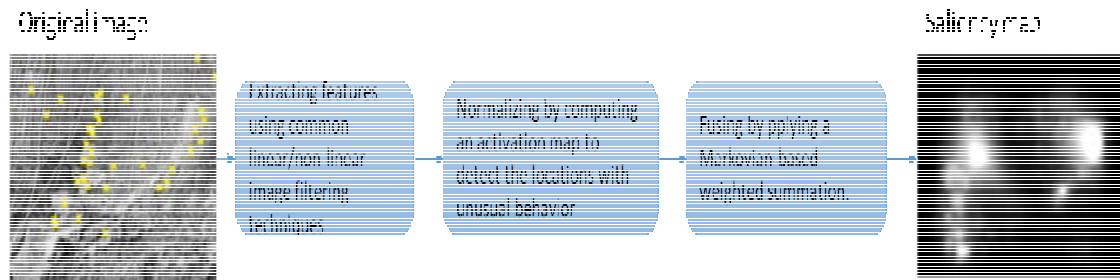 Original image
Saliency map
Extracting features
using common
linear/non linear
image filtering
techniques
Normalizing by computing
an activation map to
detect the locations with
unusual behavior
Fusing by pplying a
Markovian based
weighted summation.